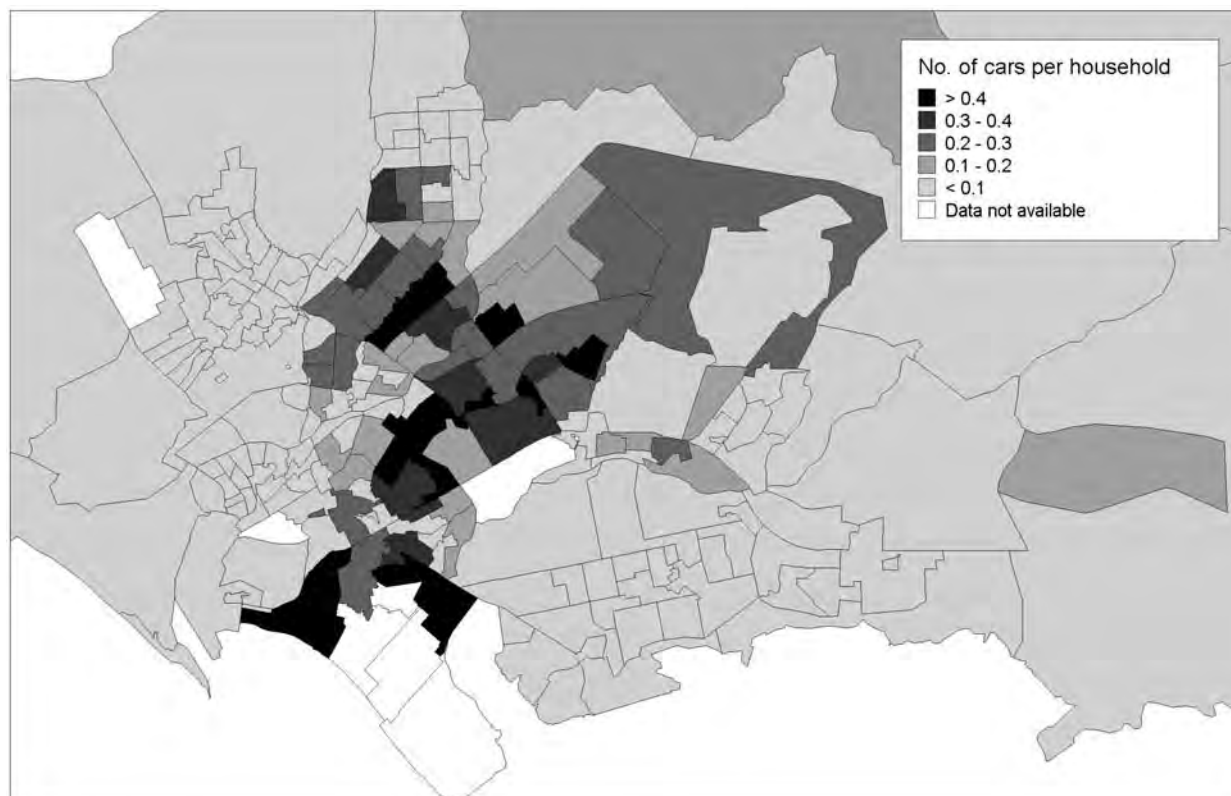 No. of cars per household
> 0.4
0.3 - 0.4
0.2 - 0.3
0.1 - 0.2
< 0.1
Data not available